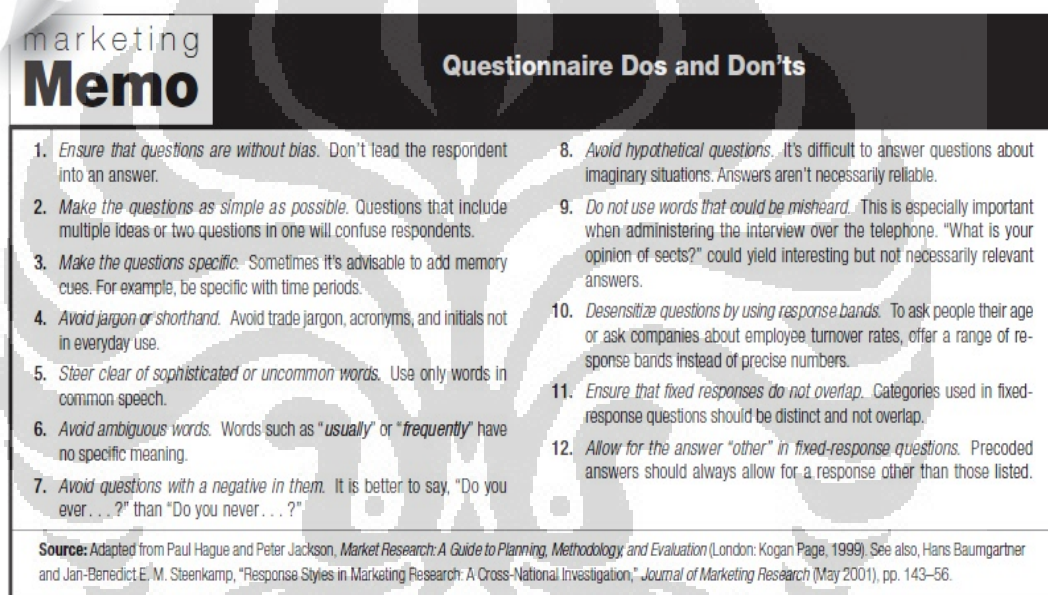 marketing
Memo
Questionnaire Dos and Don'ts
1. Ensure that questions are without bias. Don't lead the respondent
into an answer.
2. Make the questions as simple as possible. Questions that include
multiple ideas or two questions in one will confuse respondents.
3. Make the questions specific. Sometimes it's advisable to add memory
cues. For example, be specific with time periods.
4. Avoid jargon or shorthand. Avoid trade jargon, acronyms, and initials not
in everyday use.
5. Steer clear of sophisticated or uncommon words. Use only words in
common speech.
6. Avoid ambiguous words. Words such as "usually" or "frequently" have
no specific meaning.
7. Avoid questions with a negative in them. It is better to say, "Do you
ever . . . ?" than "Do you never . . . ?"
8. Avoid hypothetical questions. It's difficult to answer questions about
imaginary situations. Answers aren't necessarily reliable.
9. Do not use words that could be misheard. This is especially important
when administering the interview over the telephone. "What is your
opinion of sects?" could yield interesting but not necessarily relevant
answers.
10. Desensitize questions by using response bands. To ask people their age
or ask companies about employee turnover rates, offer a range of re-
sponse bands instead of precise numbers.
11. Ensure that fixed responses do not overlap. Categories used in fixed-
response questions should be distinct and not overlap.
12. Allow for the answer "other" in fixed-response questions. Precoded
answers should always allow for a response other than those listed.
Source: Adapted from Paul Hague and Peter Jackson, Market Research: A Guide to Planning, Methodology, and Evaluation (London: Kogan Page, 1999). See also, Hans Baumgartner
and Jan-Benedict E. M. Steenkamp, "Response Styles in Marketing Research: A Cross-National Investigation," Journal of Marketing Research (May 2001), pp. 143–56.